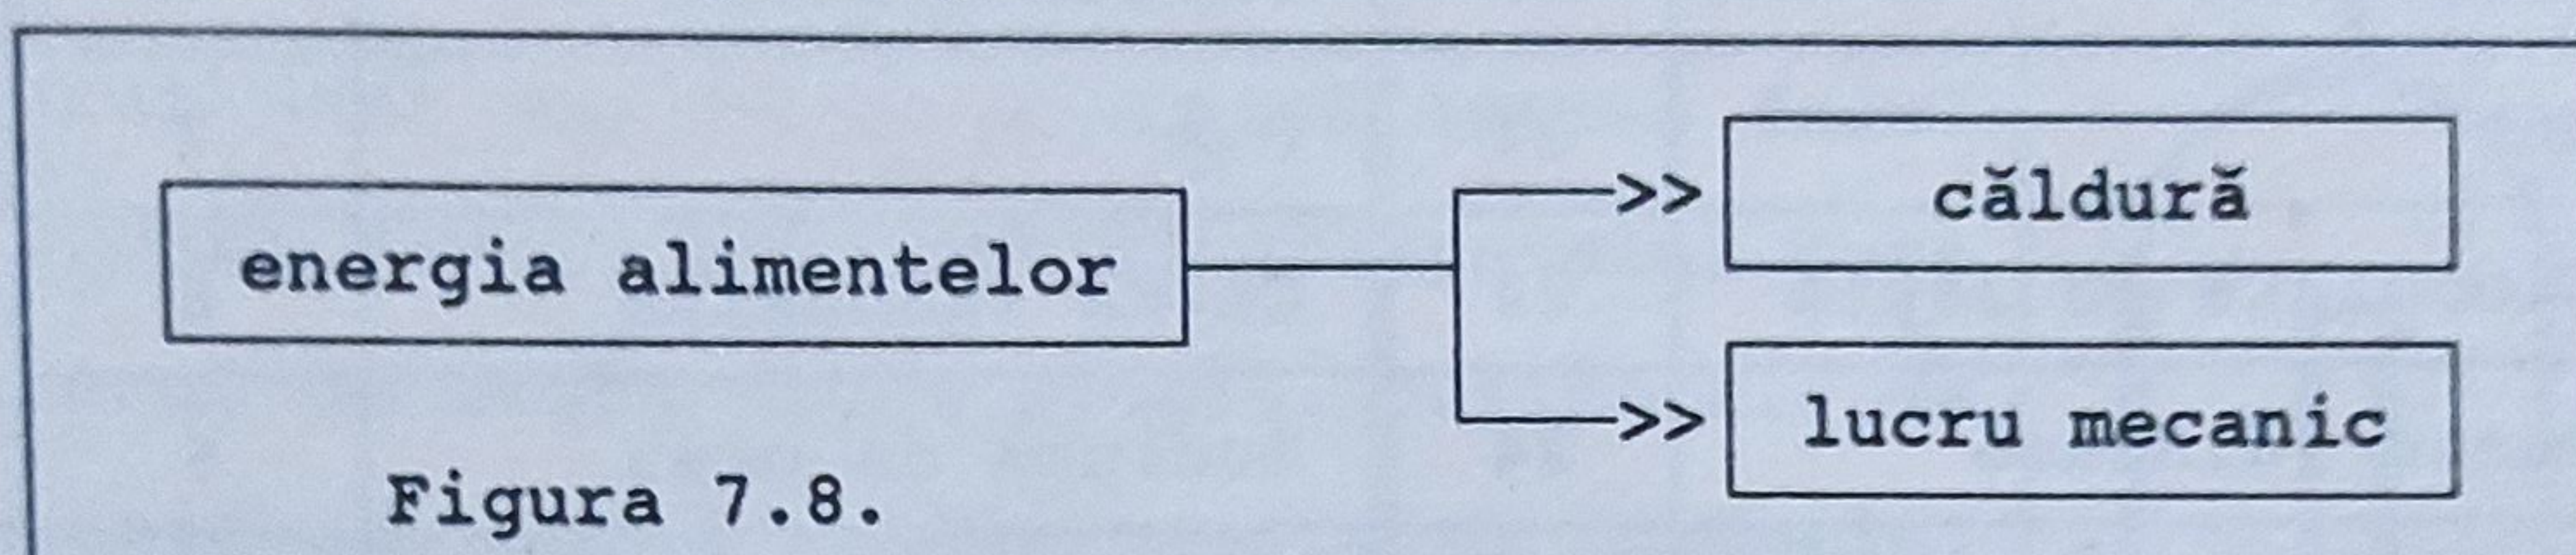 căldură
energia alimentelor
lucru mecanic
Figura 7.8.